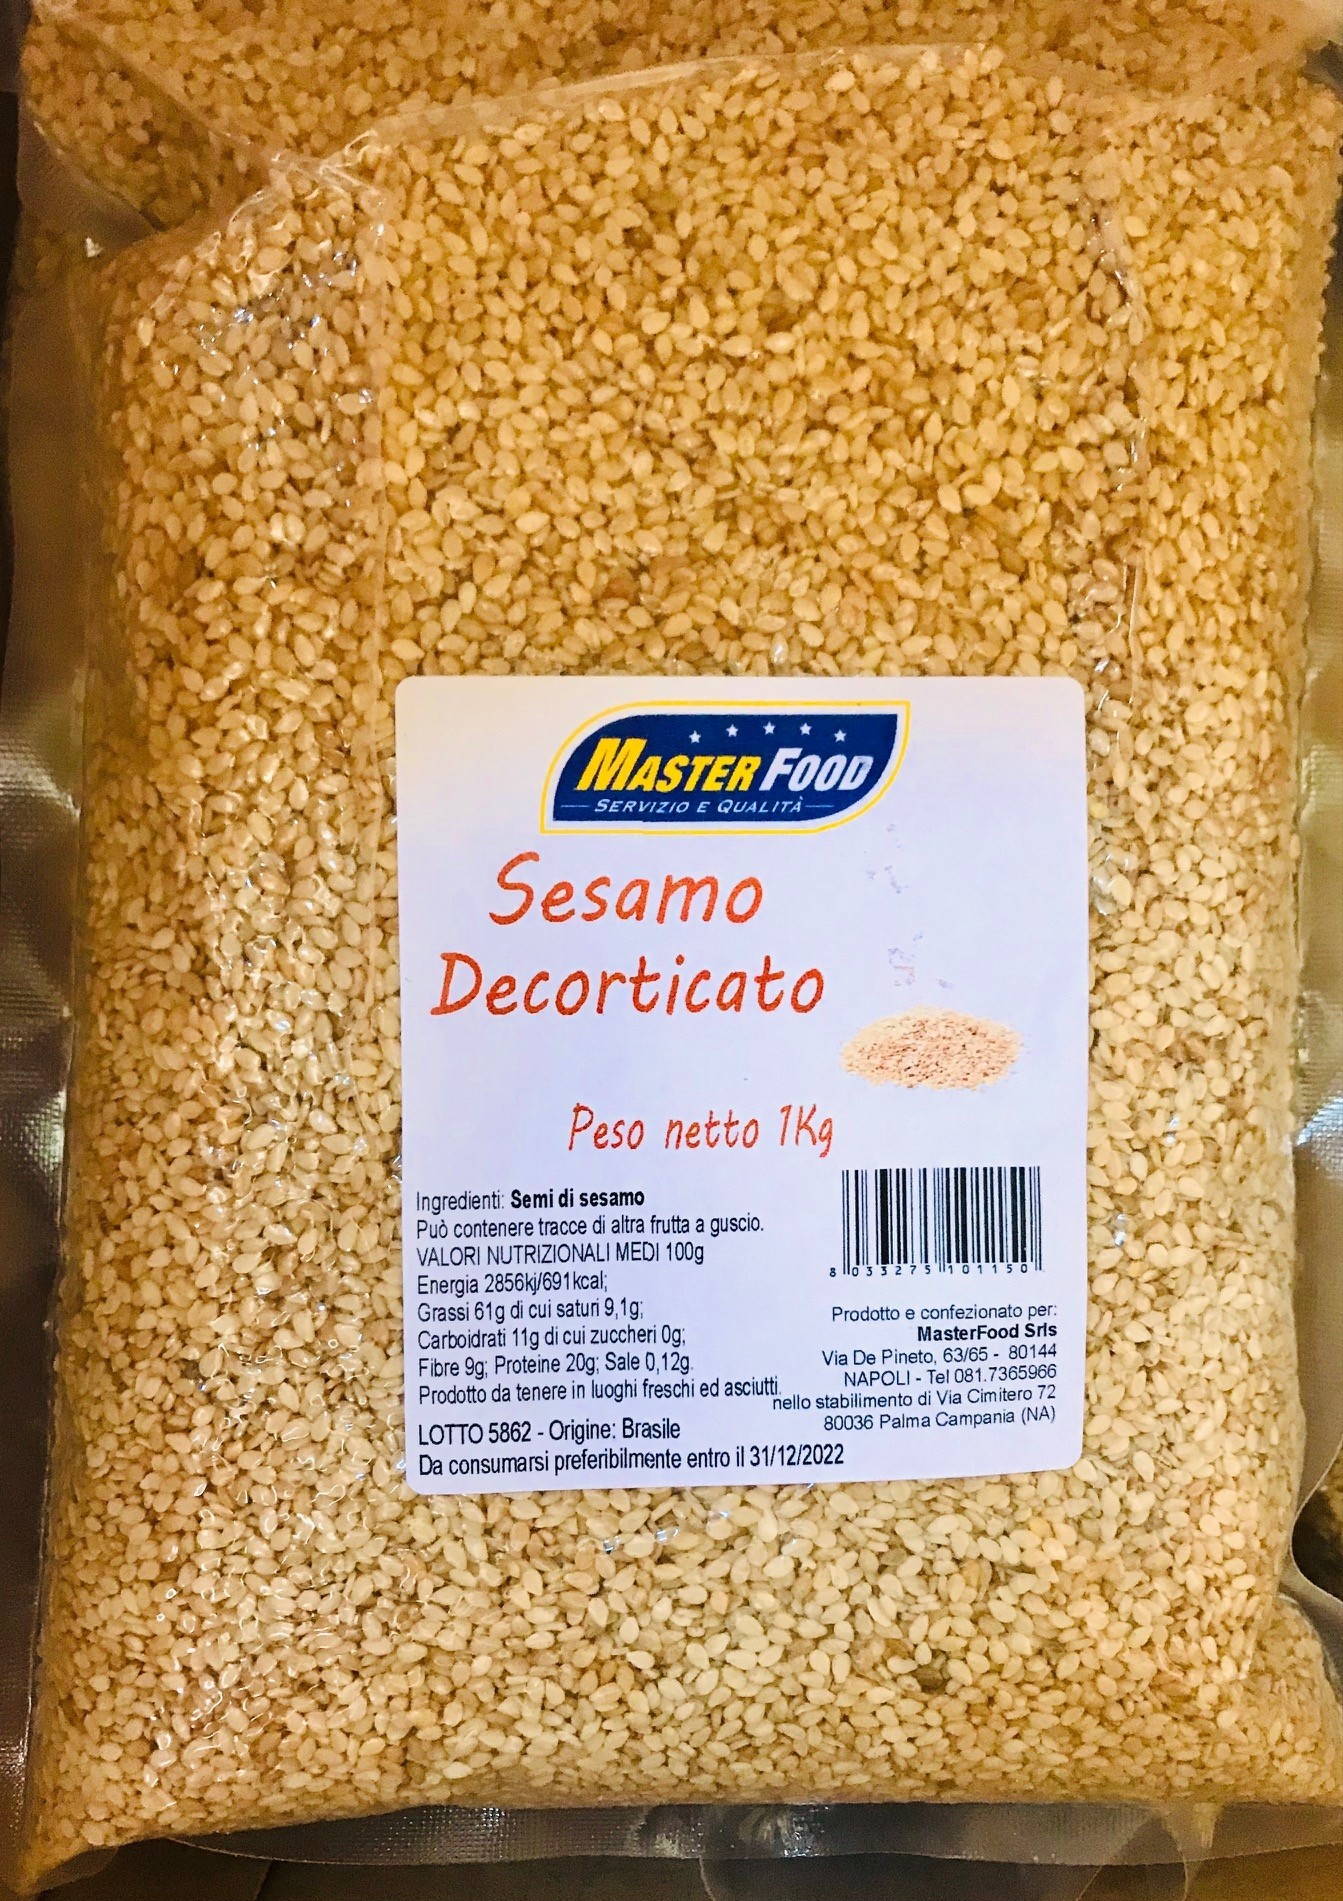 MASTER FOOD
SERVIZIO E QUALITÀ
Sesamo
Decorticato
Peso netto 1Kg
Ingredienti: Semi di sesamo
Può contenere tracce di altra frutta a guscio.
VALORI NUTRIZIONALI MEDI 100g
Energia 2856kj/691kcal;
Grassi 61g di cui saturi 9,1g;
Carboidrati 11g di cui zuccheri 0g;
Fibre 9g; Proteine 20g; Sale 0,12g.
Prodotto da tenere in luoghi freschi ed asciutti.
LOTTO 5862 - Origine: Brasile
Da consumarsi preferibilmente entro il 31/12/2022
8 033275 101150
Prodotto e confezionato per:
MasterFood Srls
Via De Pineto, 63/65 - 80144
NAPOLI - Tel 081.7365966
nello stabilimento di Via Cimitero 72
80036 Palma Campania (NA)